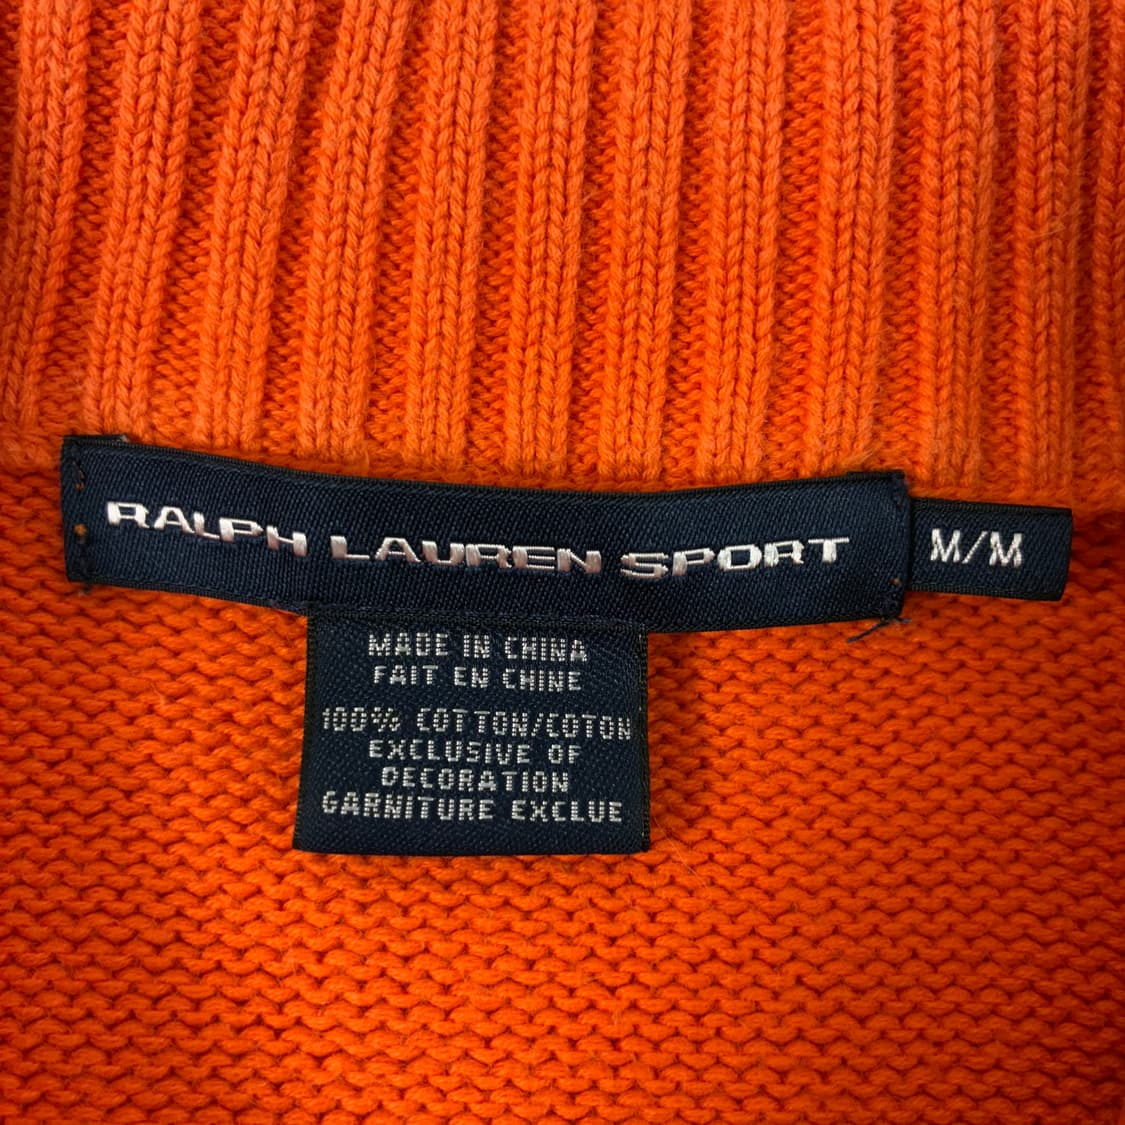 RALPH LAUREN SPORT
M/M
MADE IN CHINA
FAIT EN CHINE
100% COTTON/COTON
EXCLUSIVE OF
DECORATION
GARNITURE EXCLUE